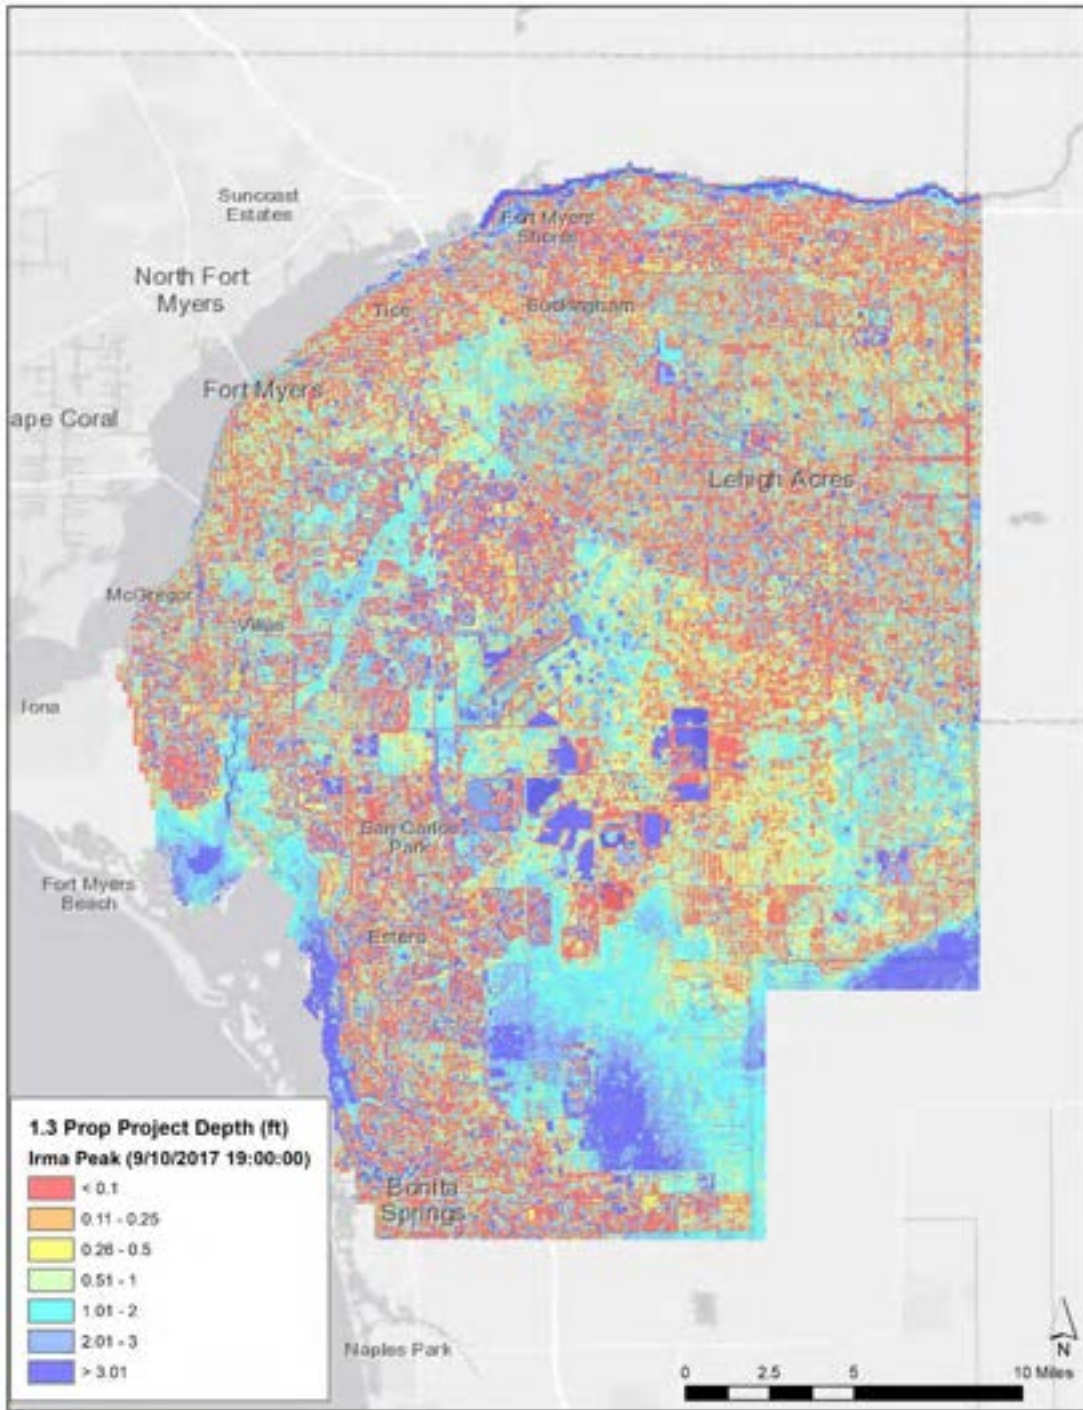 Suncoast
Estates
Fort Myers
Shores
North Fort
Myers
Tice
Buckingham
Fort Myers
ape Coral
Lehigh Acres
McGregor
Villas
Iona
San Carlos
Park
Fort Myers
Beach
Estero
1.3 Prop Project Depth (ft)
Irma Peak (9/10/2017 19:00:00)
< 0.1
0.11 - 0.25
0.26 - 0.5
0.51 - 1
1.01 - 2
2.01 - 3
> 3.01
Bonita
Springs
Naples Park
N
0 2.5 5 10 Miles